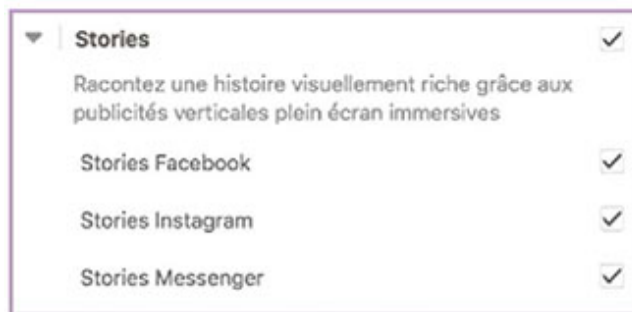 Stories
Racontez une histoire visuellement riche grâce aux
publicités verticales plein écran immersives
Stories Facebook
Stories Instagram
Stories Messenger